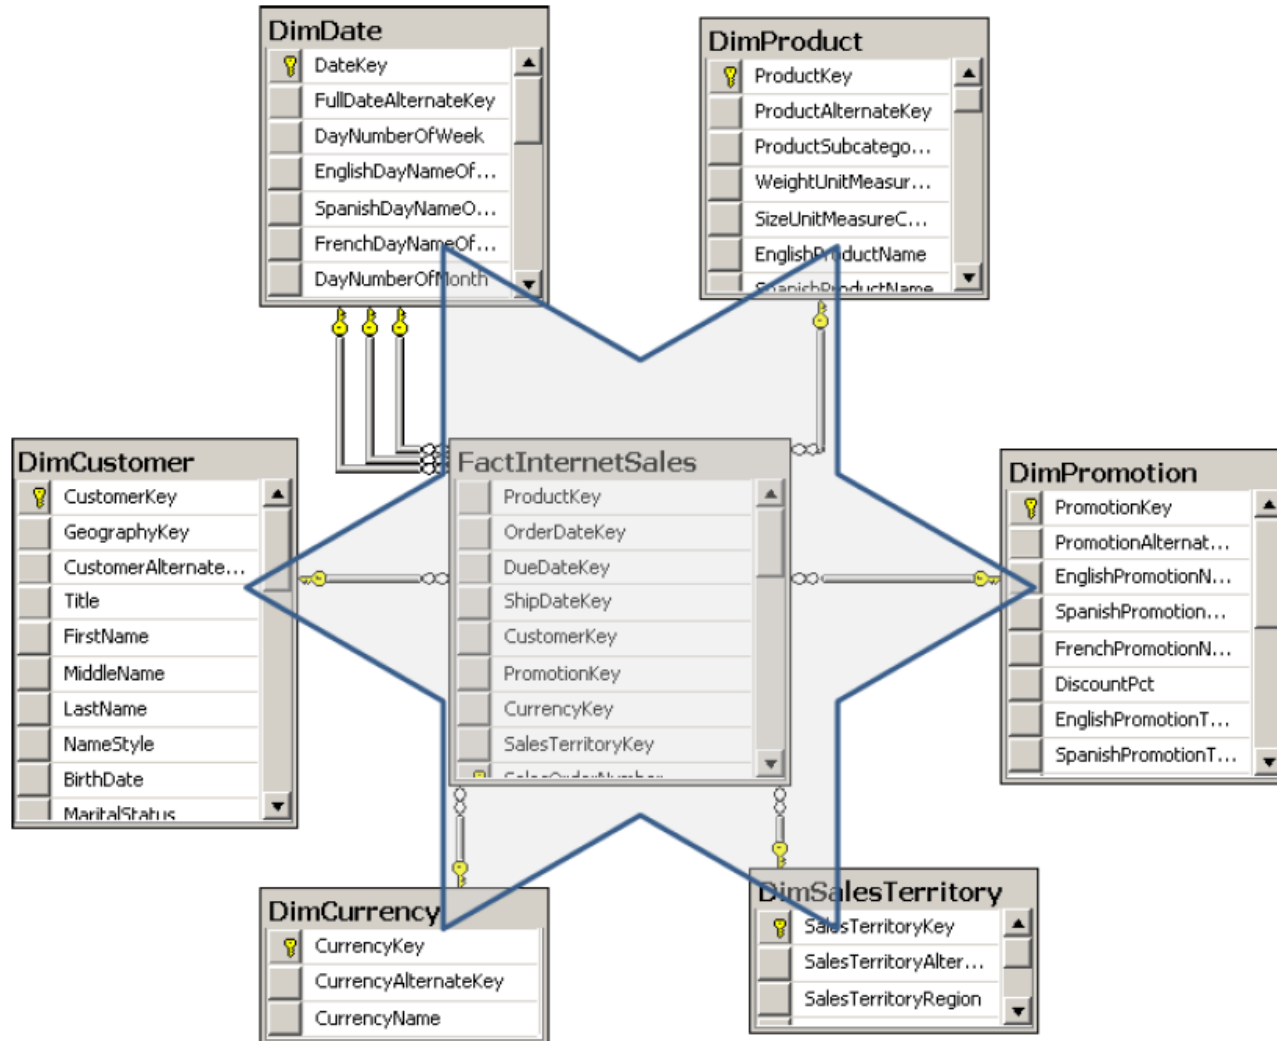 DimDate
DateKey
FullDateAlternateKey
DayNumberOfWeek
EnglishDayNameOf...
SpanishDayNameO...
FrenchDayNameOf...
DayNumberOfMonth
DimProduct
ProductKey
ProductAlternateKey
ProductSubcatego...
WeightUnitMeasur...
SizeUnitMeasureC...
EnglishProductName
SpanishProductName
DimCustomer
CustomerKey
GeographyKey
CustomerAlternate...
Title
FirstName
MiddleName
LastName
NameStyle
BirthDate
MaritalStatus
FactInternetSales
ProductKey
OrderDateKey
DueDateKey
ShipDateKey
CustomerKey
PromotionKey
CurrencyKey
SalesTerritoryKey
SalesOrderNumber
DimPromotion
PromotionKey
PromotionAlternat...
EnglishPromotionN...
SpanishPromotion...
FrenchPromotionN...
DiscountPct
EnglishPromotionT...
SpanishPromotionT...
DimCurrency
CurrencyKey
CurrencyAlternateKey
CurrencyName
DimSalesTerritory
SalesTerritoryKey
SalesTerritoryAlter...
SalesTerritoryRegion